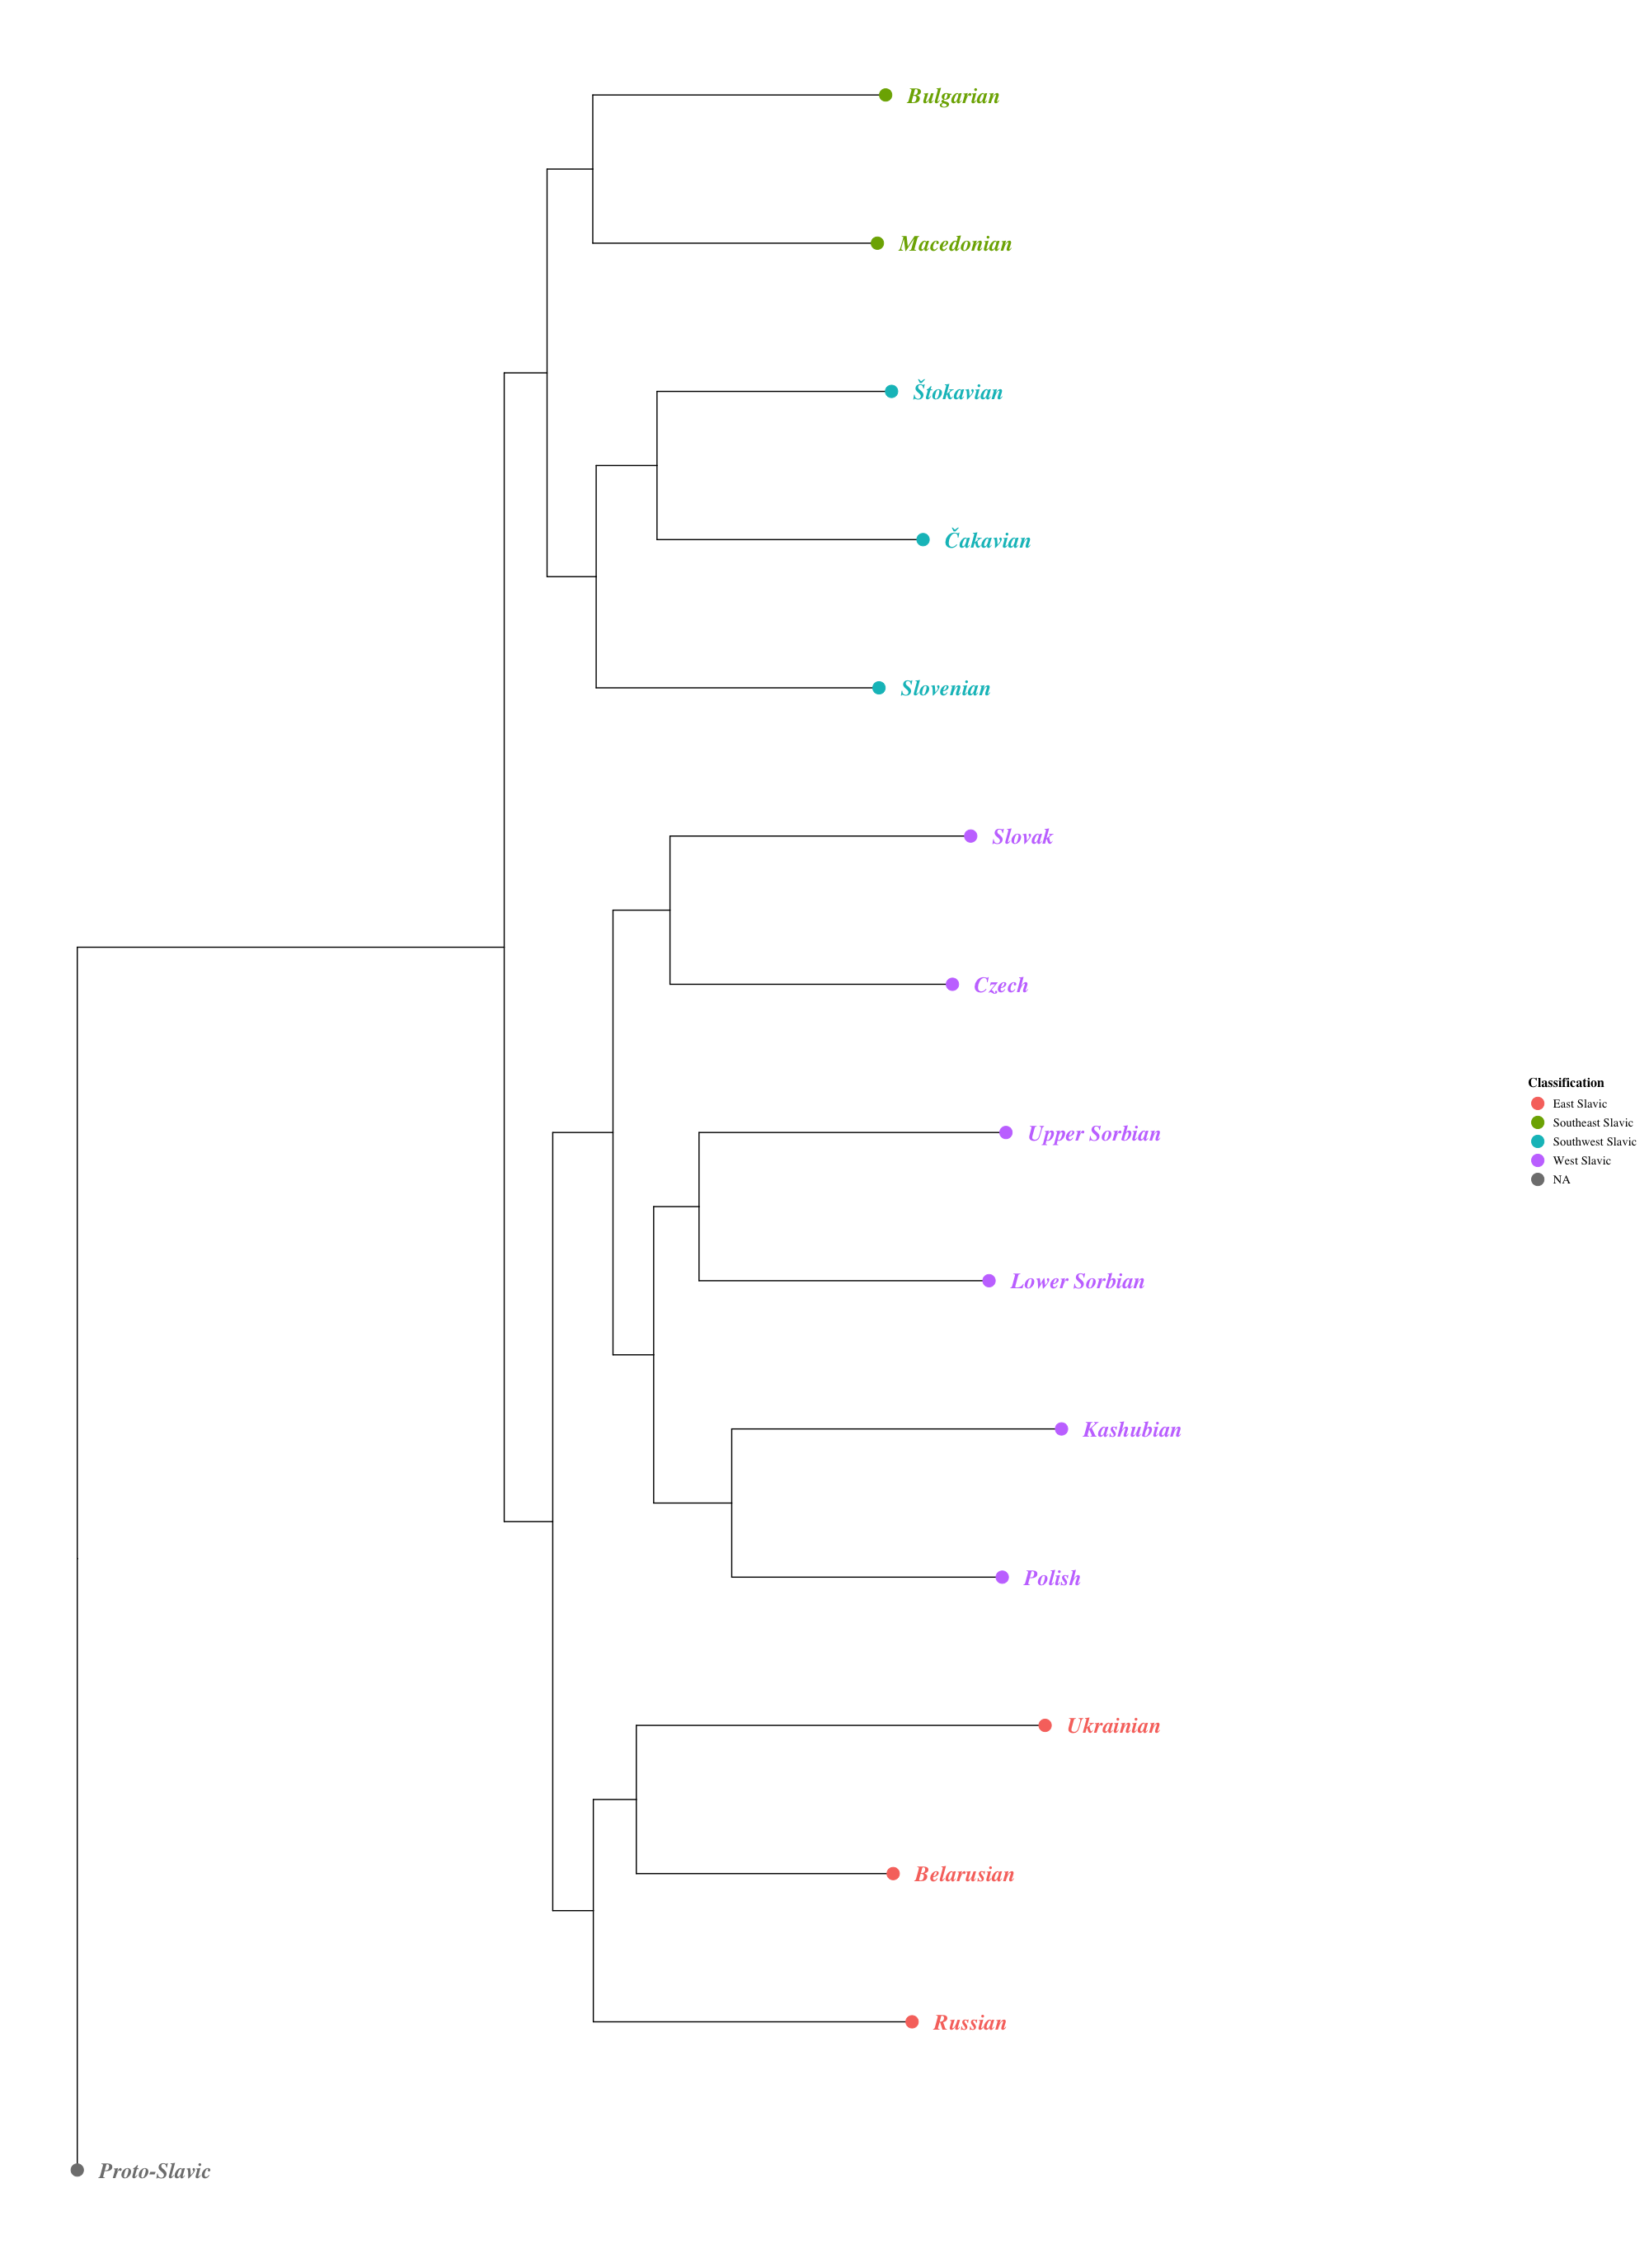 Bulgarian
Macedonian
Štokavian
Čakavian
Slovenian
Slovak
Czech
Upper Sorbian
Lower Sorbian
Kashubian
Polish
Ukrainian
Belarusian
Russian
Proto-Slavic
Classification
East Slavic
Southeast Slavic
Southwest Slavic
West Slavic
NA